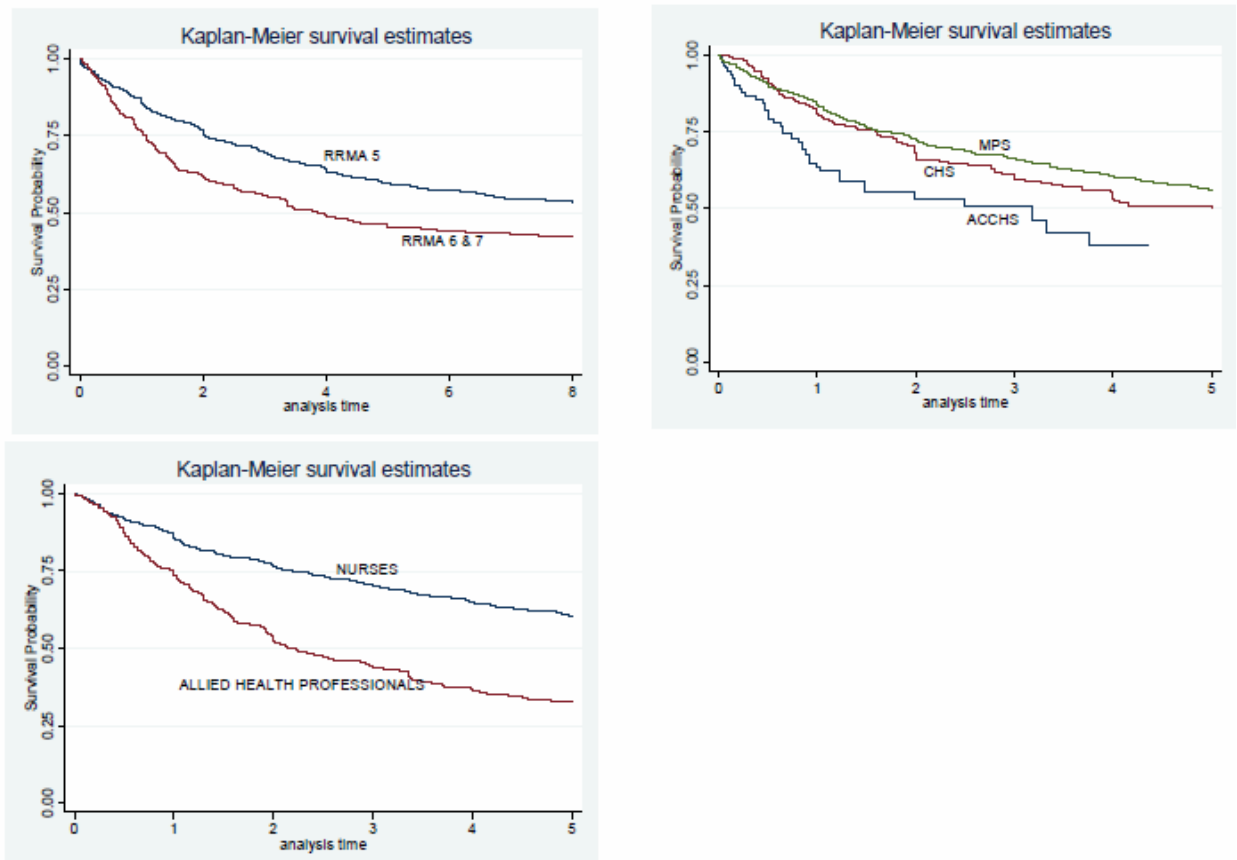 Kaplan-Meier survival estimates
Survival Probability
1.00
0.75
0.50
0.25
0.00
RRMA 5
RRMA 6 & 7
0 2 4 6 8
analysis time
Kaplan-Meier survival estimates
Survival Probability
1.00
0.75
0.50
0.25
0.00
MPS
CHS
ACCHS
0 1 2 3 4 5
analysis time
Kaplan-Meier survival estimates
Survival Probability
1.00
0.75
0.50
0.25
0.00
NURSES
ALLIED HEALTH PROFESSIONALS
0 1 2 3 4 5
analysis time